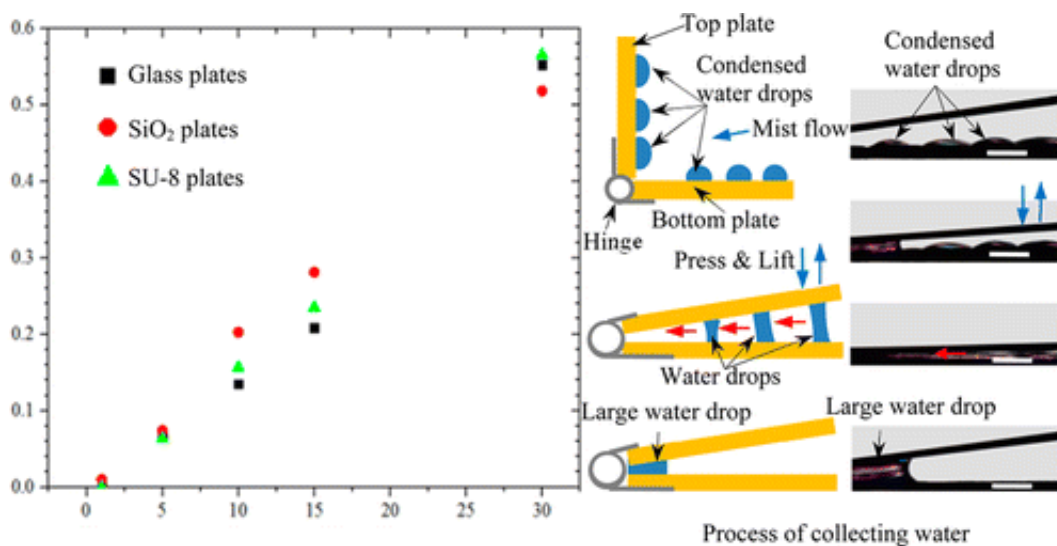 0.6
0.5
0.4
0.3
0.2
0.1
0.0
0
5
10
15
20
25
30
Glass plates
SiO₂ plates
SU-8 plates
Top plate
Condensed
water drops
Mist flow
Bottom plate
Hinge
Press & Lift
Water drops
Large water drop
Condensed
water drops
Large water drop
Process of collecting water